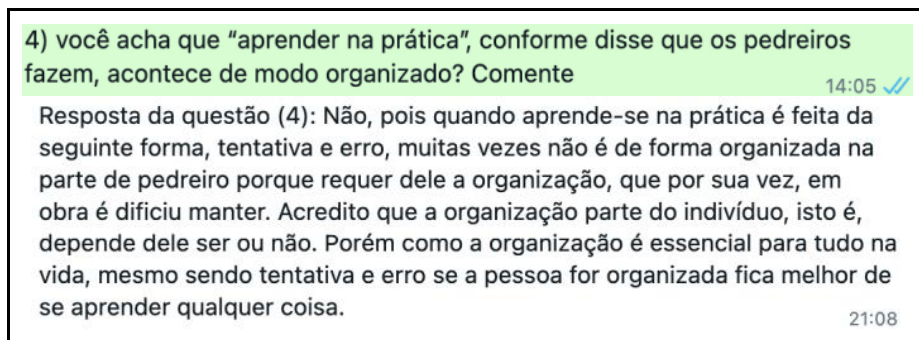 4) você acha que “aprender na prática”, conforme disse que os pedreiros
fazem, acontece de modo organizado? Comente
14:05
Resposta da questão (4): Não, pois quando aprende-se na prática é feita da
seguinte forma, tentativa e erro, muitas vezes não é de forma organizada na
parte de pedreiro porque requer dele a organização, que por sua vez, em
obra é dificiu manter. Acredito que a organização parte do indivíduo, isto é,
depende dele ser ou não. Porém como a organização é essencial para tudo na
vida, mesmo sendo tentativa e erro se a pessoa for organizada fica melhor de
se aprender qualquer coisa.
21:08